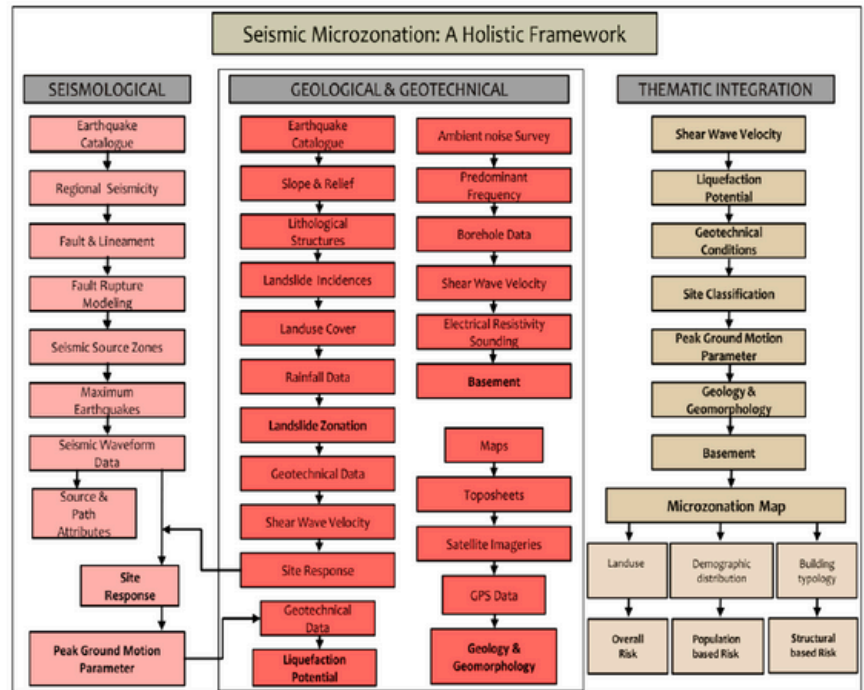 Seismic Microzonation: A Holistic Framework
SEISMOLOGICAL
Earthquake
Catalogue
Regional Seismicity
Fault & Lineament
Fault Rupture
Modeling
Seismic Source Zones
Maximum
Earthquakes
Seismic Waveform
Data
Source &
Path
Attributes
Site
Response
Peak Ground Motion
Parameter
GEOLOGICAL & GEOTECHNICAL
Earthquake
Catalogue
Slope & Relief
Lithological
Structures
Landslide Incidences
Landuse Cover
Rainfall Data
Landslide Zonation
Geotechnical Data
Shear Wave Velocity
Site Response
Geotechnical
Data
Liquefaction
Potential
Ambient noise Survey
Predominant
Frequency
Borehole Data
Shear Wave Velocity
Electrical Resistivity
Sounding
Basement
Maps
Toposheets
Satellite Imageries
GPS Data
Geology &
Geomorphology
THEMATIC INTEGRATION
Shear Wave Velocity
Liquefaction
Potential
Geotechnical
Conditions
Site Classification
Peak Ground Motion
Parameter
Geology &
Geomorphology
Basement
Microzonation Map
Landuse
Demographic
distribution
Building
typology
Overall
Risk
Population
based Risk
Structural
based Risk